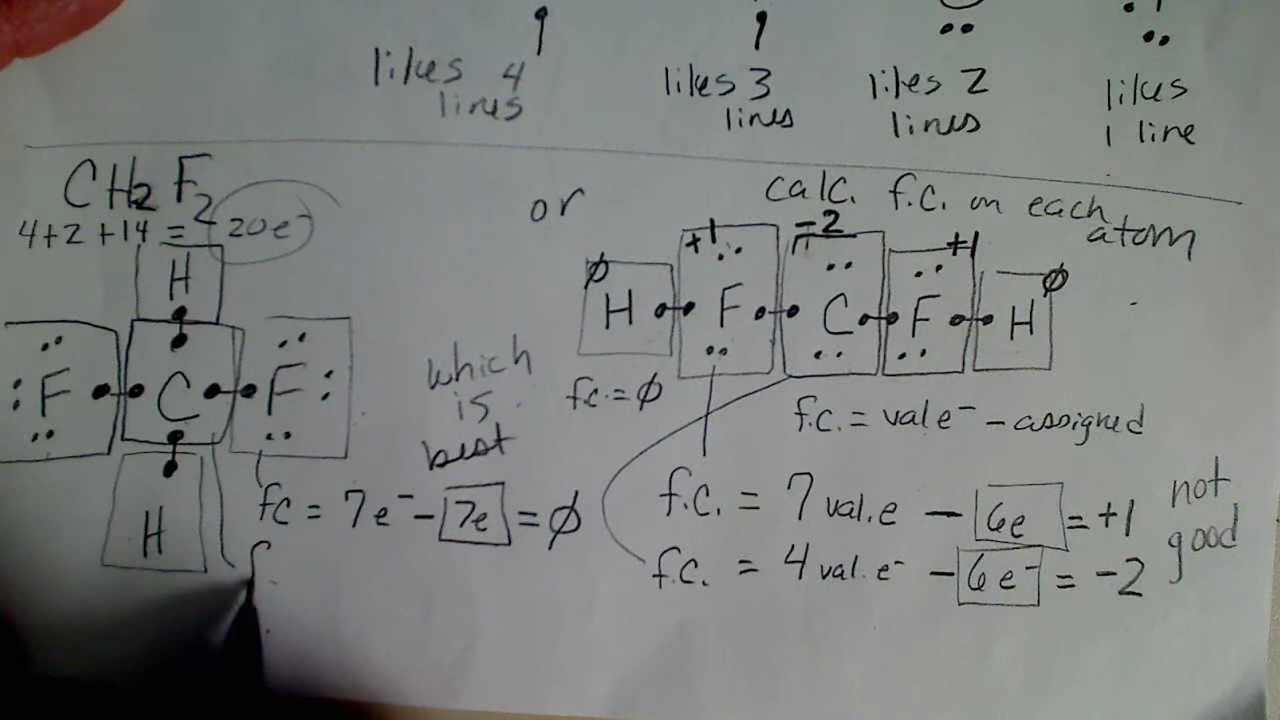 likes 4
lines
likes 3
lines
likes 2
lines
likes
1 line
CH2F2
4+2+14 = 20e-
H
:F C F:
H
or
calc. f.c. on each
atom
∅ +1 -2 +1 ∅
H F C F H
which
is
best
fc = ∅
f.c. = val e- - assigned
fc = 7e- - 7e = ∅
f.c. = 7 val.e - 6e = +1
f.c. = 4 val. e- - 6e- = -2
not
good
f